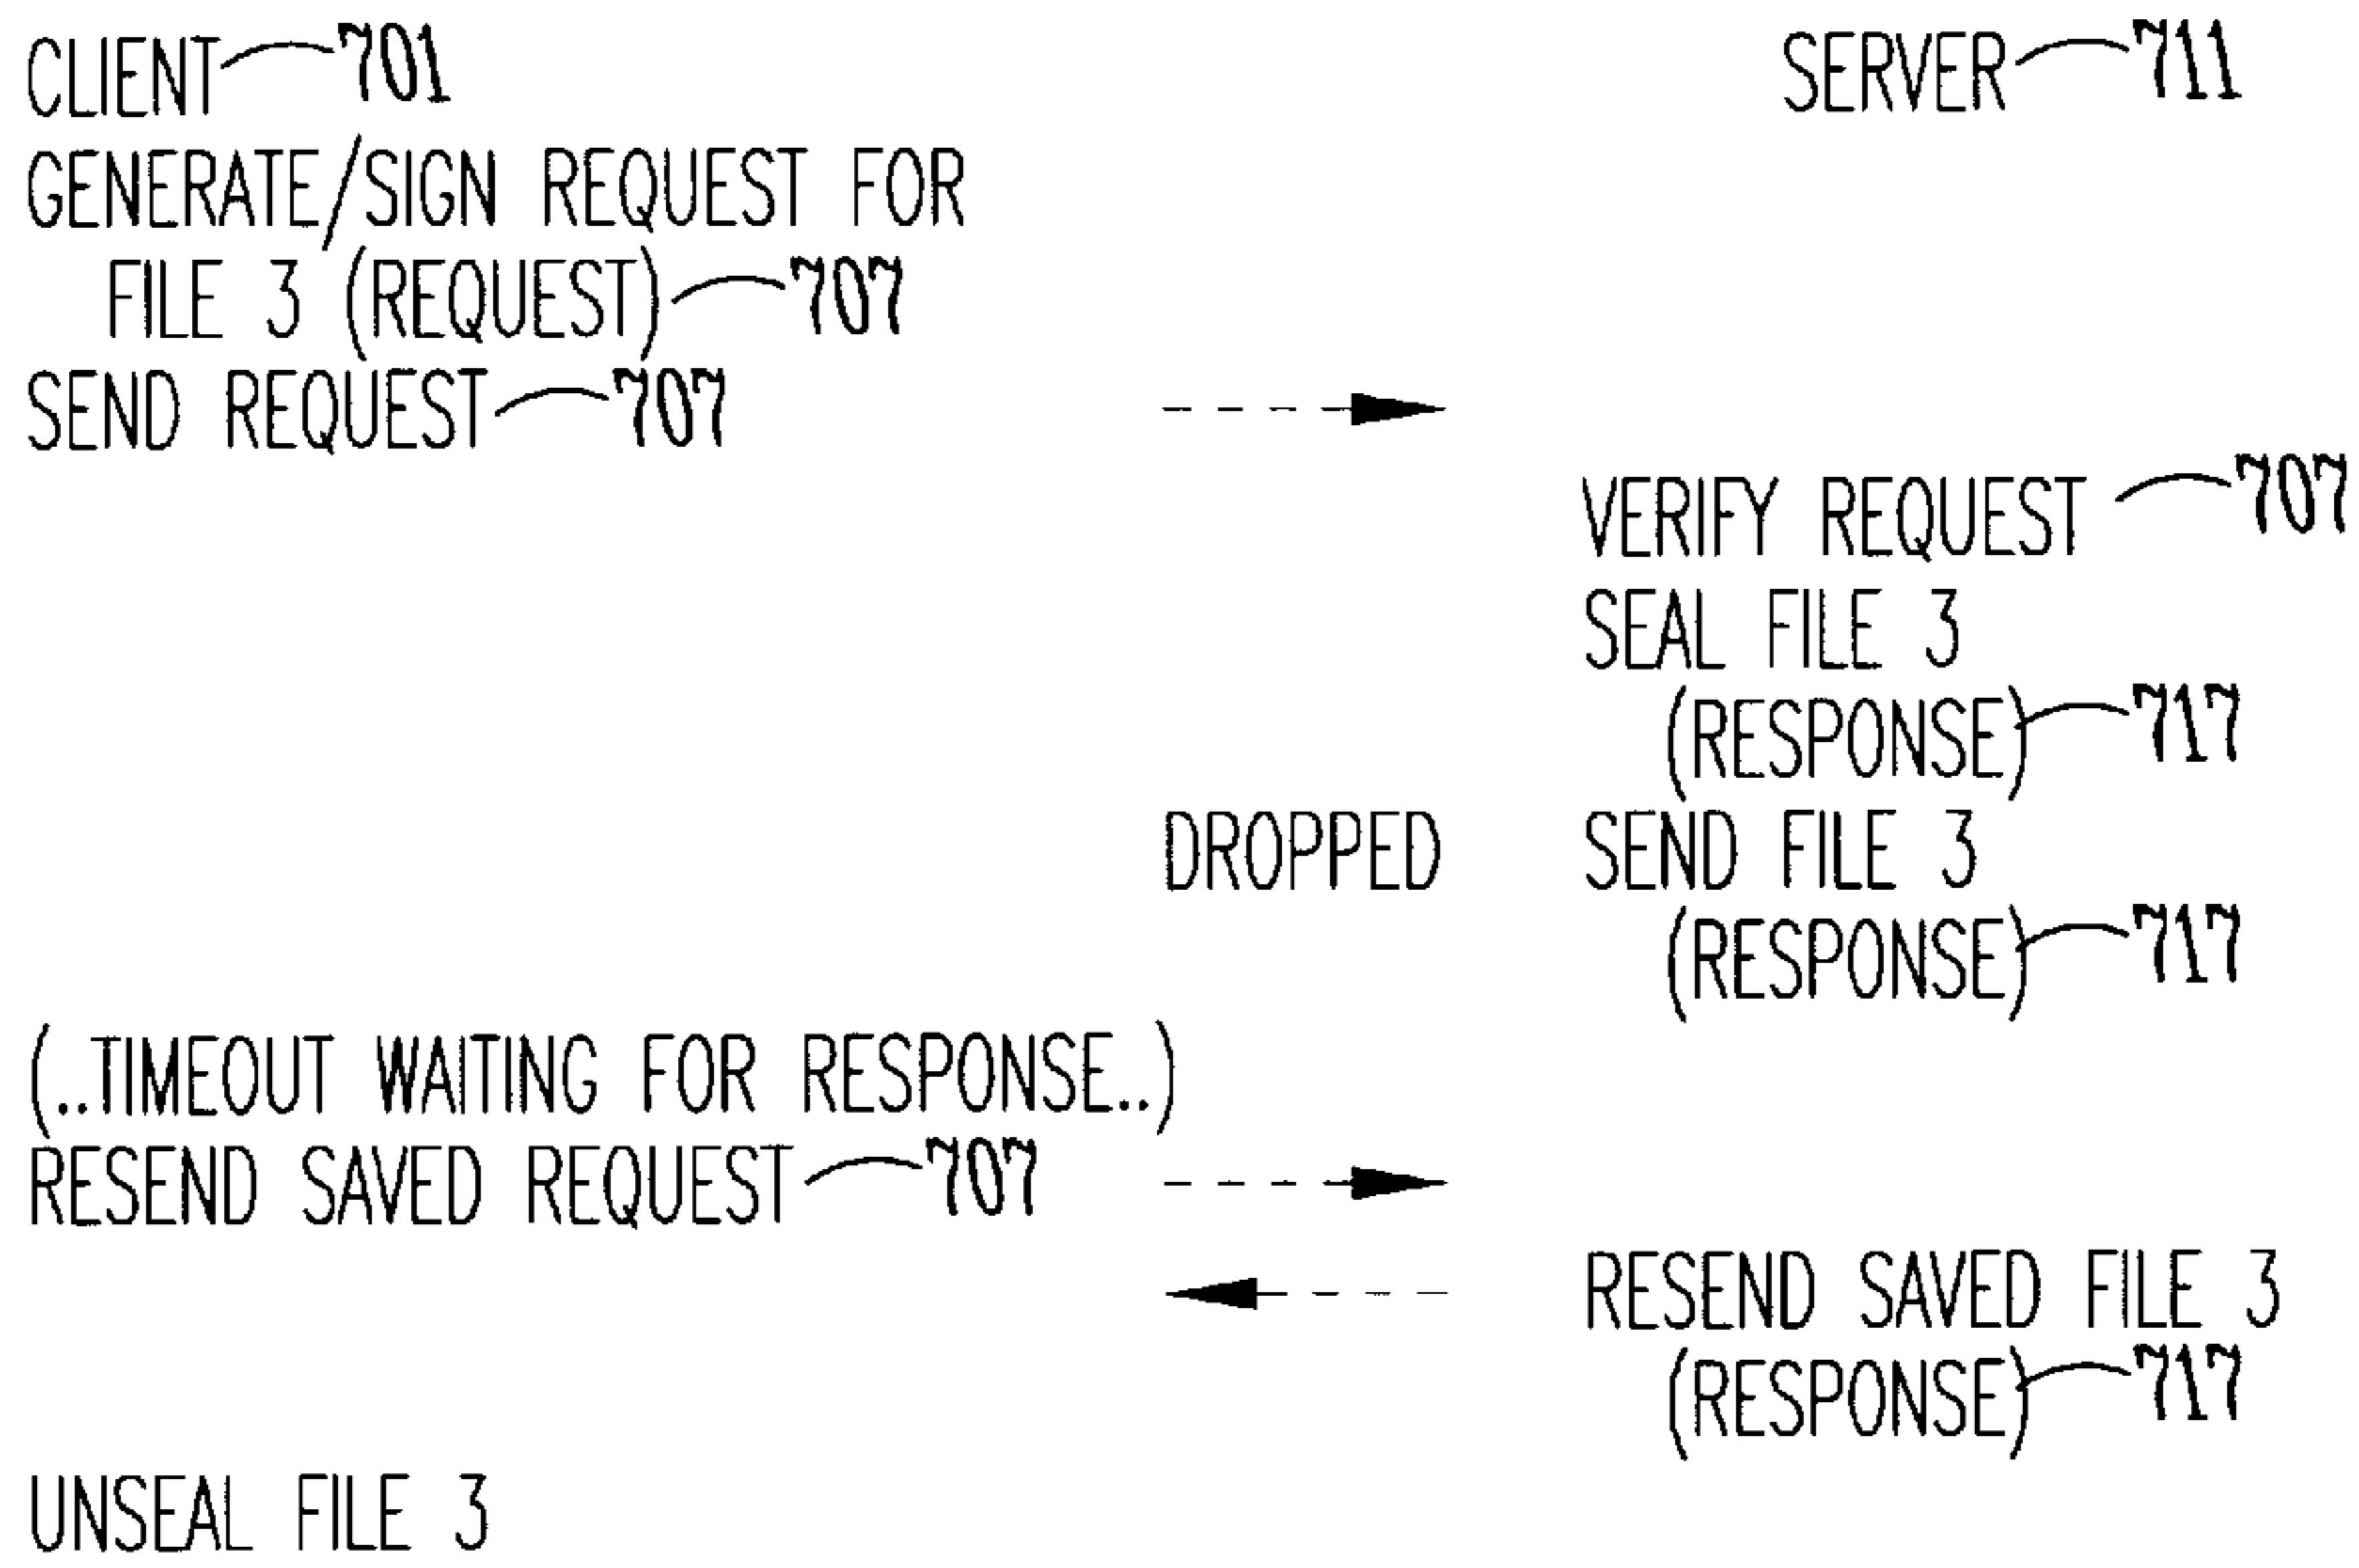 CLIENT 701 SERVER 711
GENERATE/SIGN REQUEST FOR
FILE 3 (REQUEST) 707
SEND REQUEST 707
VERIFY REQUEST 707
SEAL FILE 3
(RESPONSE) 717
DROPPED SEND FILE 3
(RESPONSE) 717
(..TIMEOUT WAITING FOR RESPONSE..)
RESEND SAVED REQUEST 707
RESEND SAVED FILE 3
(RESPONSE) 717
UNSEAL FILE 3